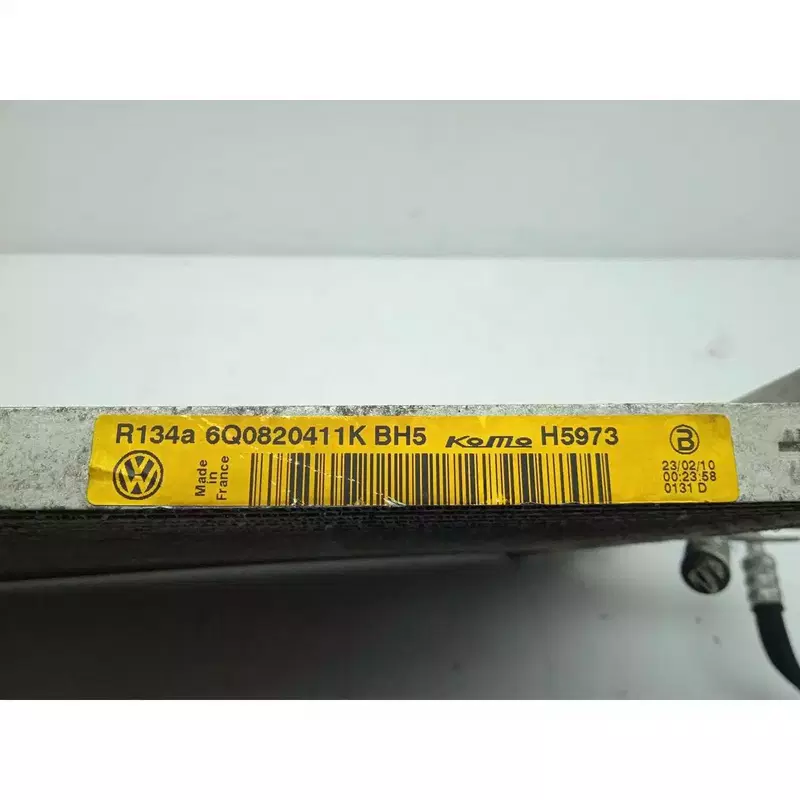 R134a 6Q0820411K BH5 KoMo H5973 B
VW
Made
in
France
23/02/10
00:23:58
0131 D